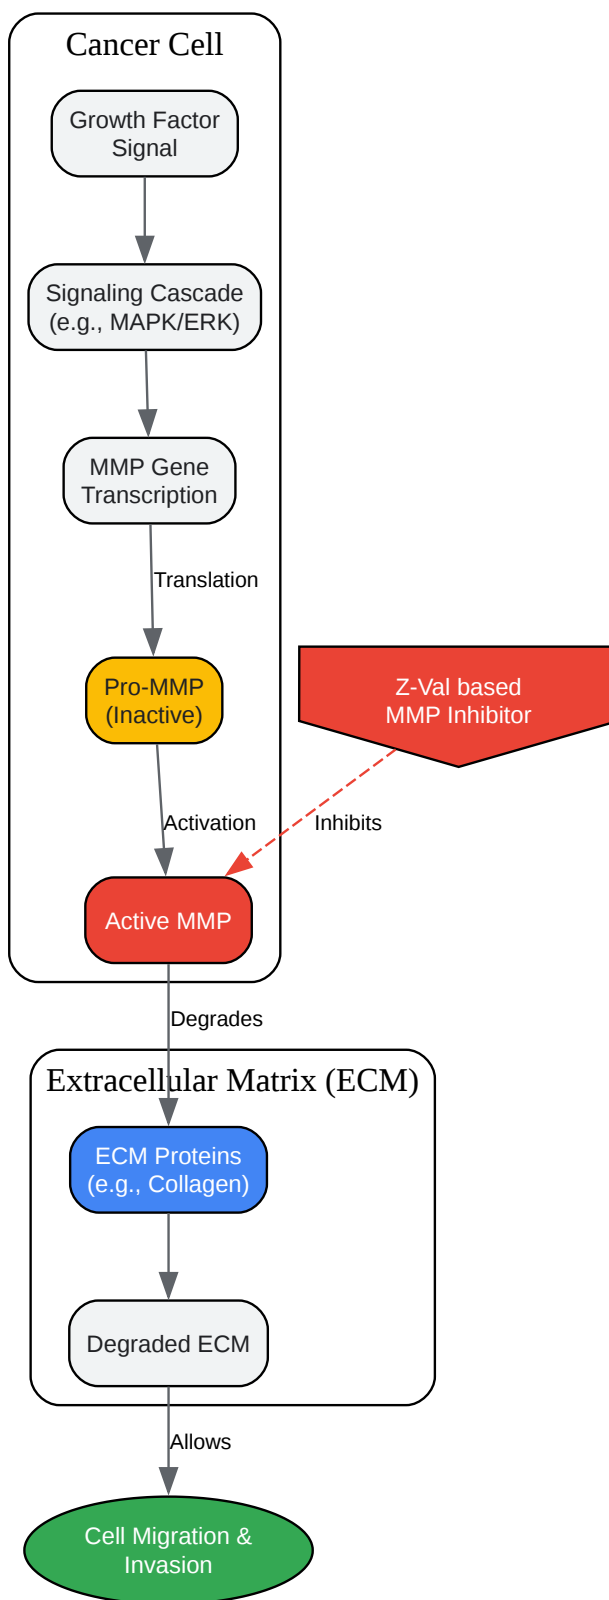 Cancer Cell
Growth Factor
Signal
Signaling Cascade
(e.g., MAPK/ERK)
MMP Gene
Transcription
Translation
Pro-MMP
(Inactive)
Z-Val based
MMP Inhibitor
Activation
Inhibits
Active MMP
Degrades
Extracellular Matrix (ECM)
ECM Proteins
(e.g., Collagen)
Degraded ECM
Allows
Cell Migration &
Invasion